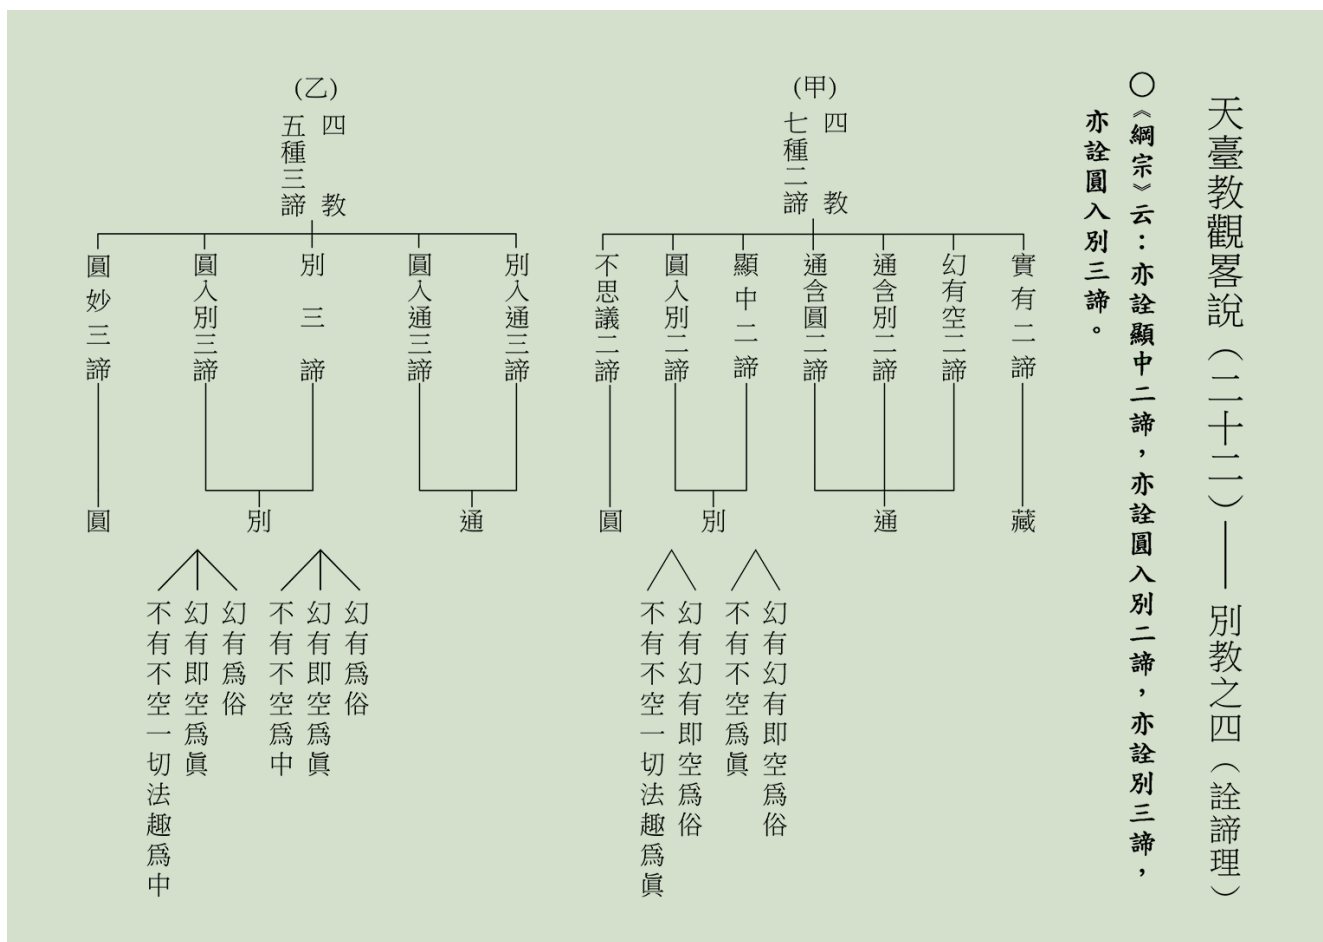 天臺教觀畧說（二十二）── 別教之四（詮諦理）
○《綱宗》云：亦詮顯中二諦，亦詮圓入別二諦，亦詮別三諦，
亦詮圓入別三諦。
(甲)
四教
七種二諦
實有二諦
幻有空二諦
通含別二諦
通含圓二諦
顯中二諦
圓入別二諦
不思議二諦
藏
通
別
圓
幻有幻有即空爲俗
不有不空爲眞
幻有幻有即空爲俗
不有不空一切法趣爲眞
(乙)
四教
五種三諦
別入通三諦
圓入通三諦
別三諦
圓入別三諦
圓妙三諦
通
別
圓
幻有爲俗
幻有即空爲眞
不有不空爲中
幻有爲俗
幻有即空爲眞
不有不空一切法趣爲中